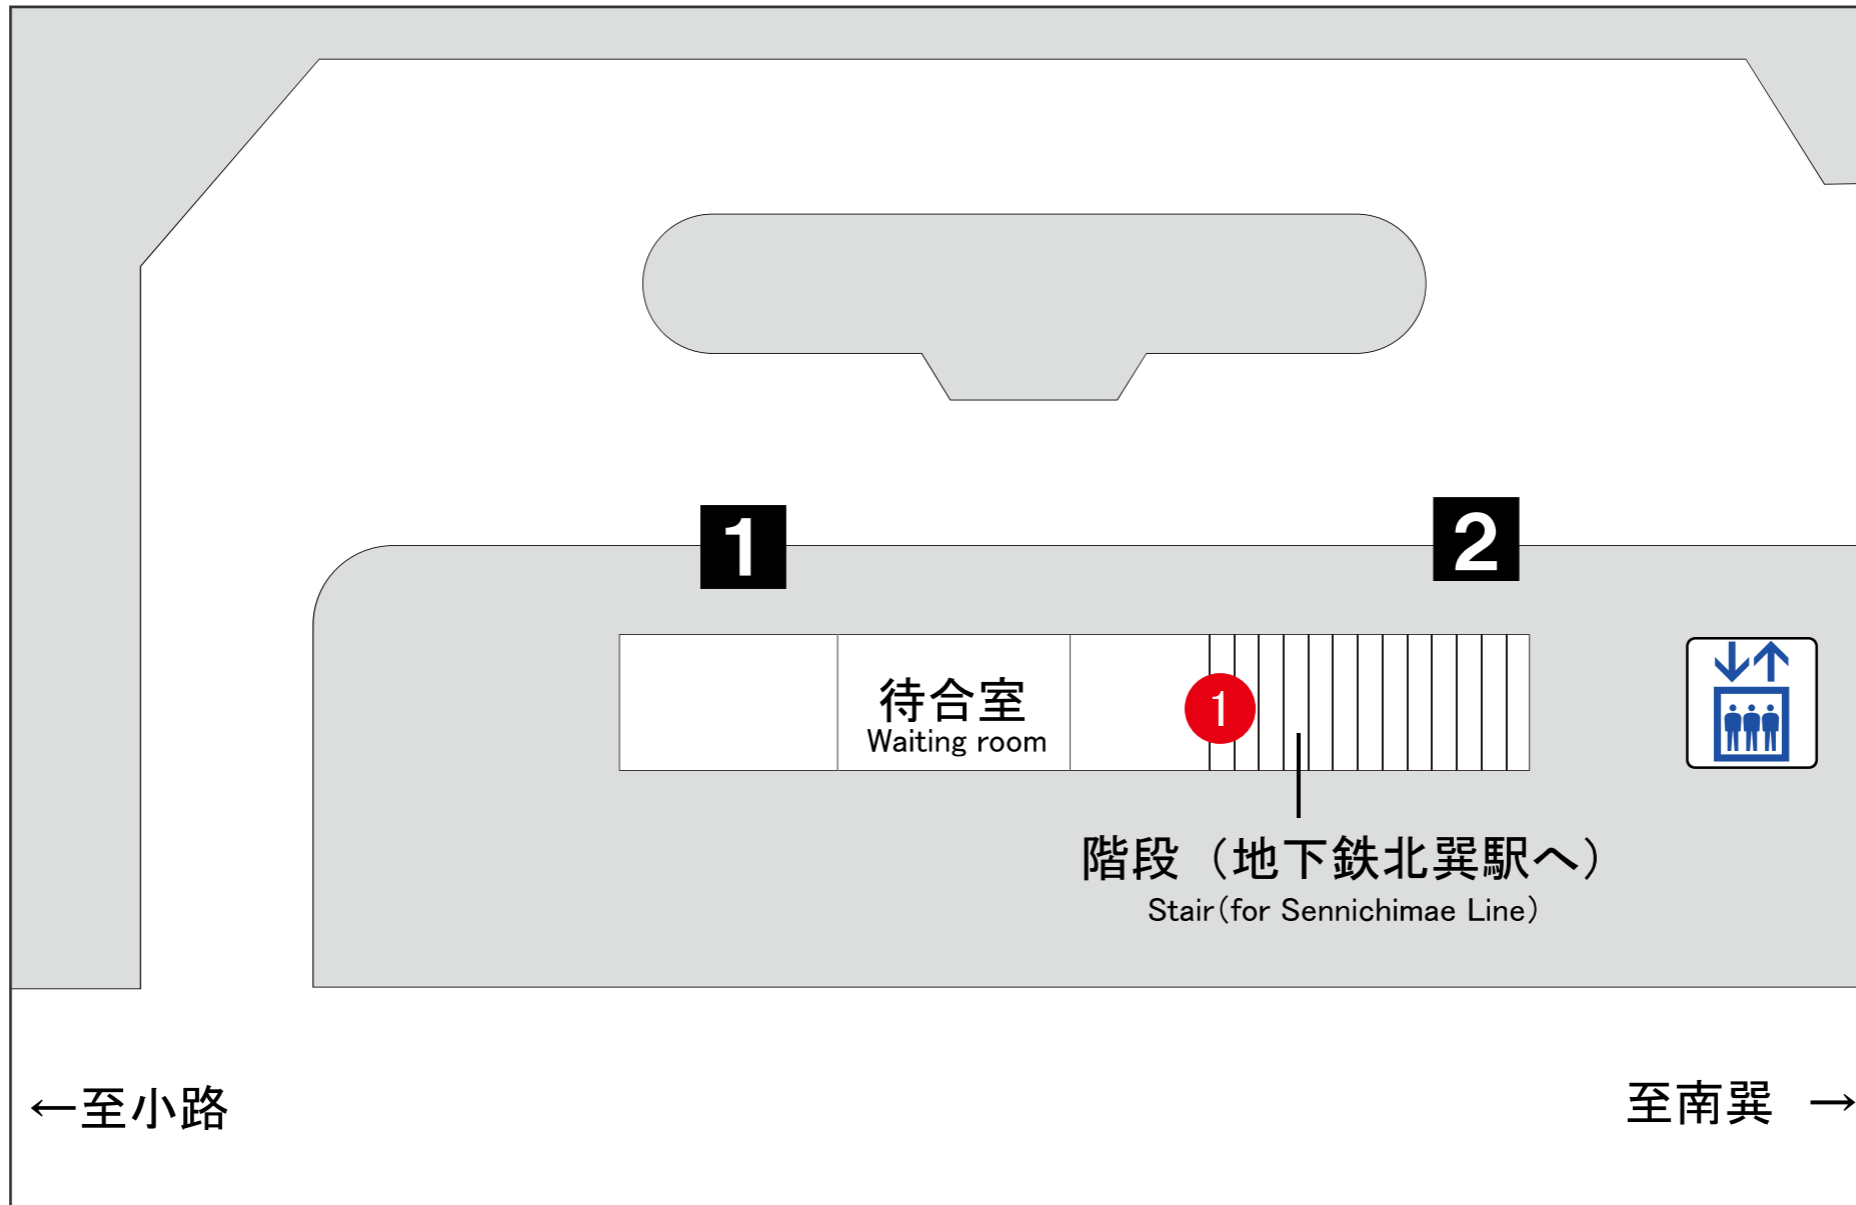 1
2
待合室
Waiting room
1
階段（地下鉄北巽駅へ）
Stair(for Sennichimae Line)
←至小路
至南巽 →